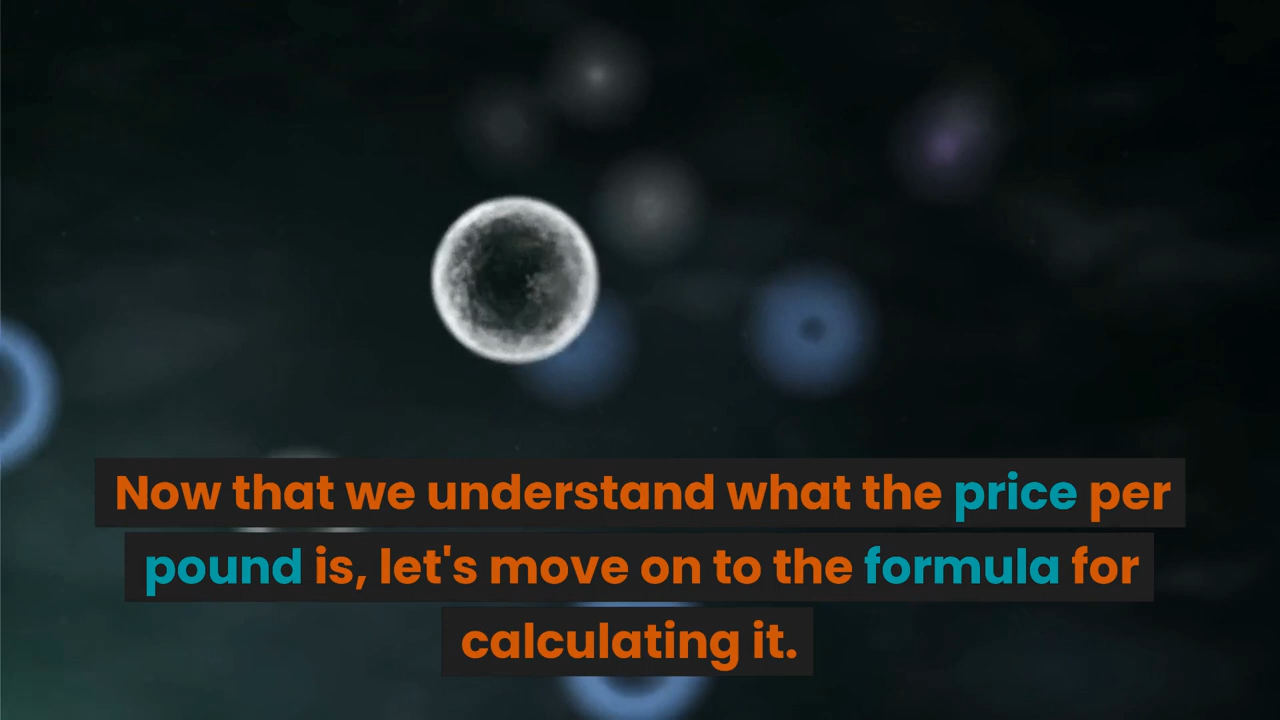 Now that we understand what the price per
pound is, let's move on to the formula for
calculating it.